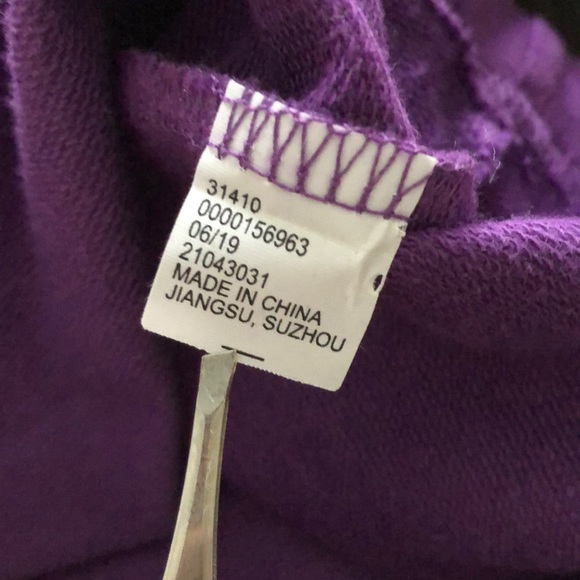 31410
0000156963
06/19
21043031
MADE IN CHINA
JIANGSU, SUZHOU